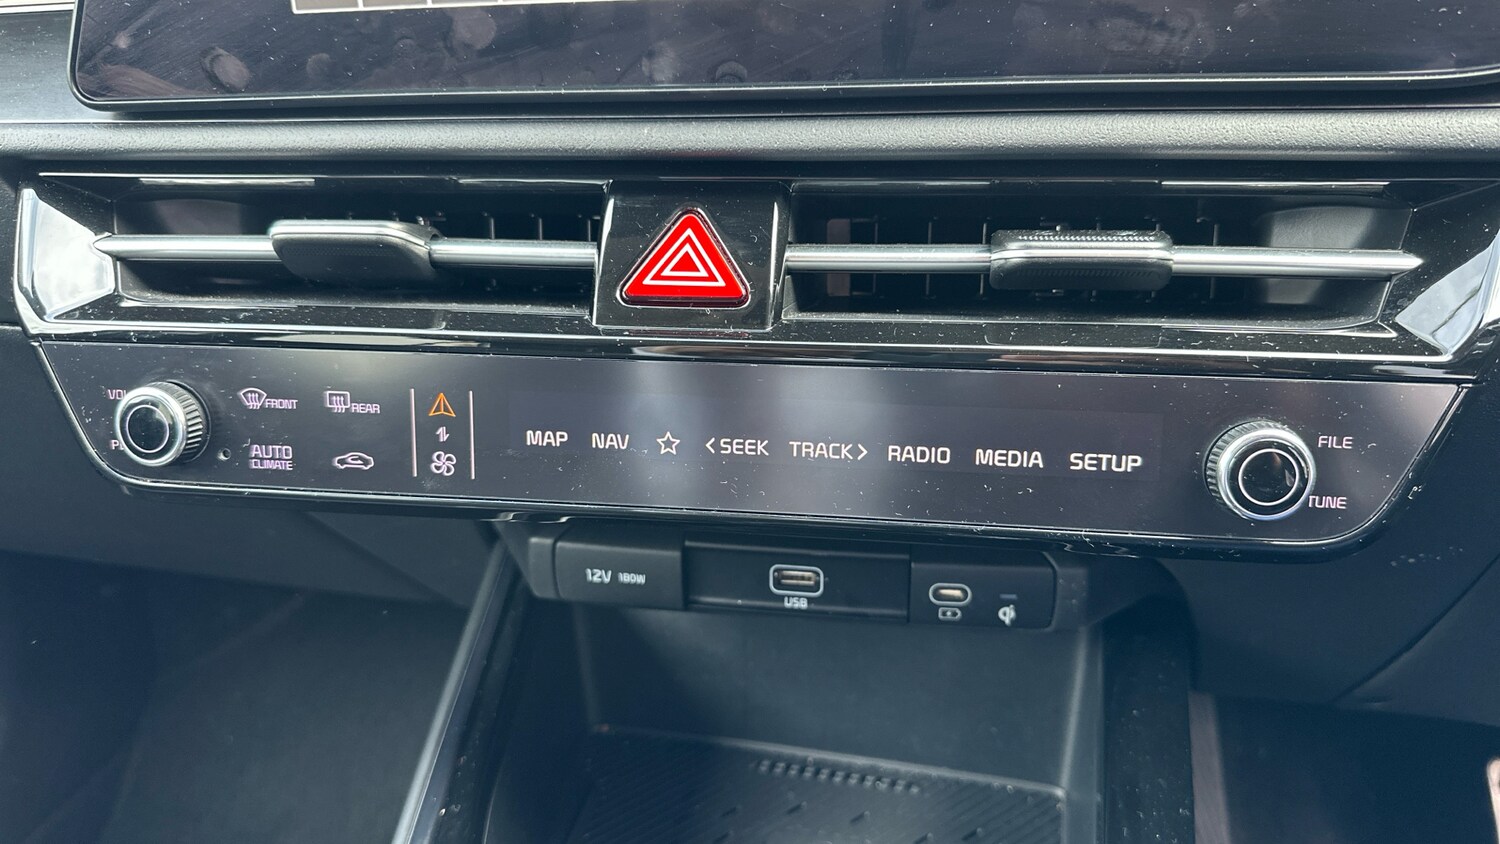 FRONT
REAR
AUTO
CLIMATE
MAP NAV <SEEK TRACK> RADIO MEDIA SETUP
FILE
TUNE
12V 180W
USB